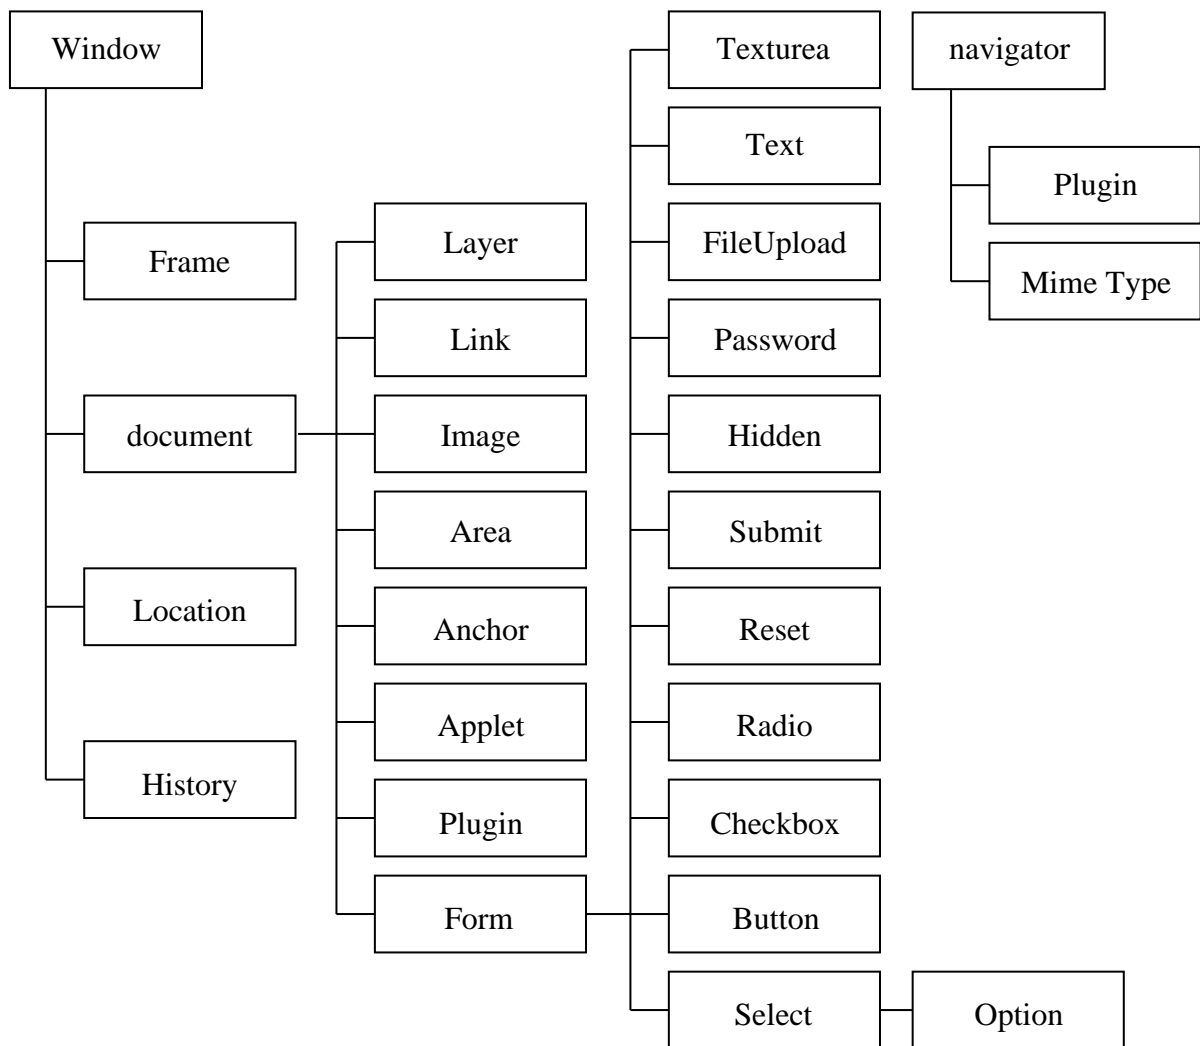 Window
Frame
document
Location
History
Layer
Link
Image
Area
Anchor
Applet
Plugin
Form
Texturea
Text
FileUpload
Password
Hidden
Submit
Reset
Radio
Checkbox
Button
Select
Option
navigator
Plugin
Mime Type